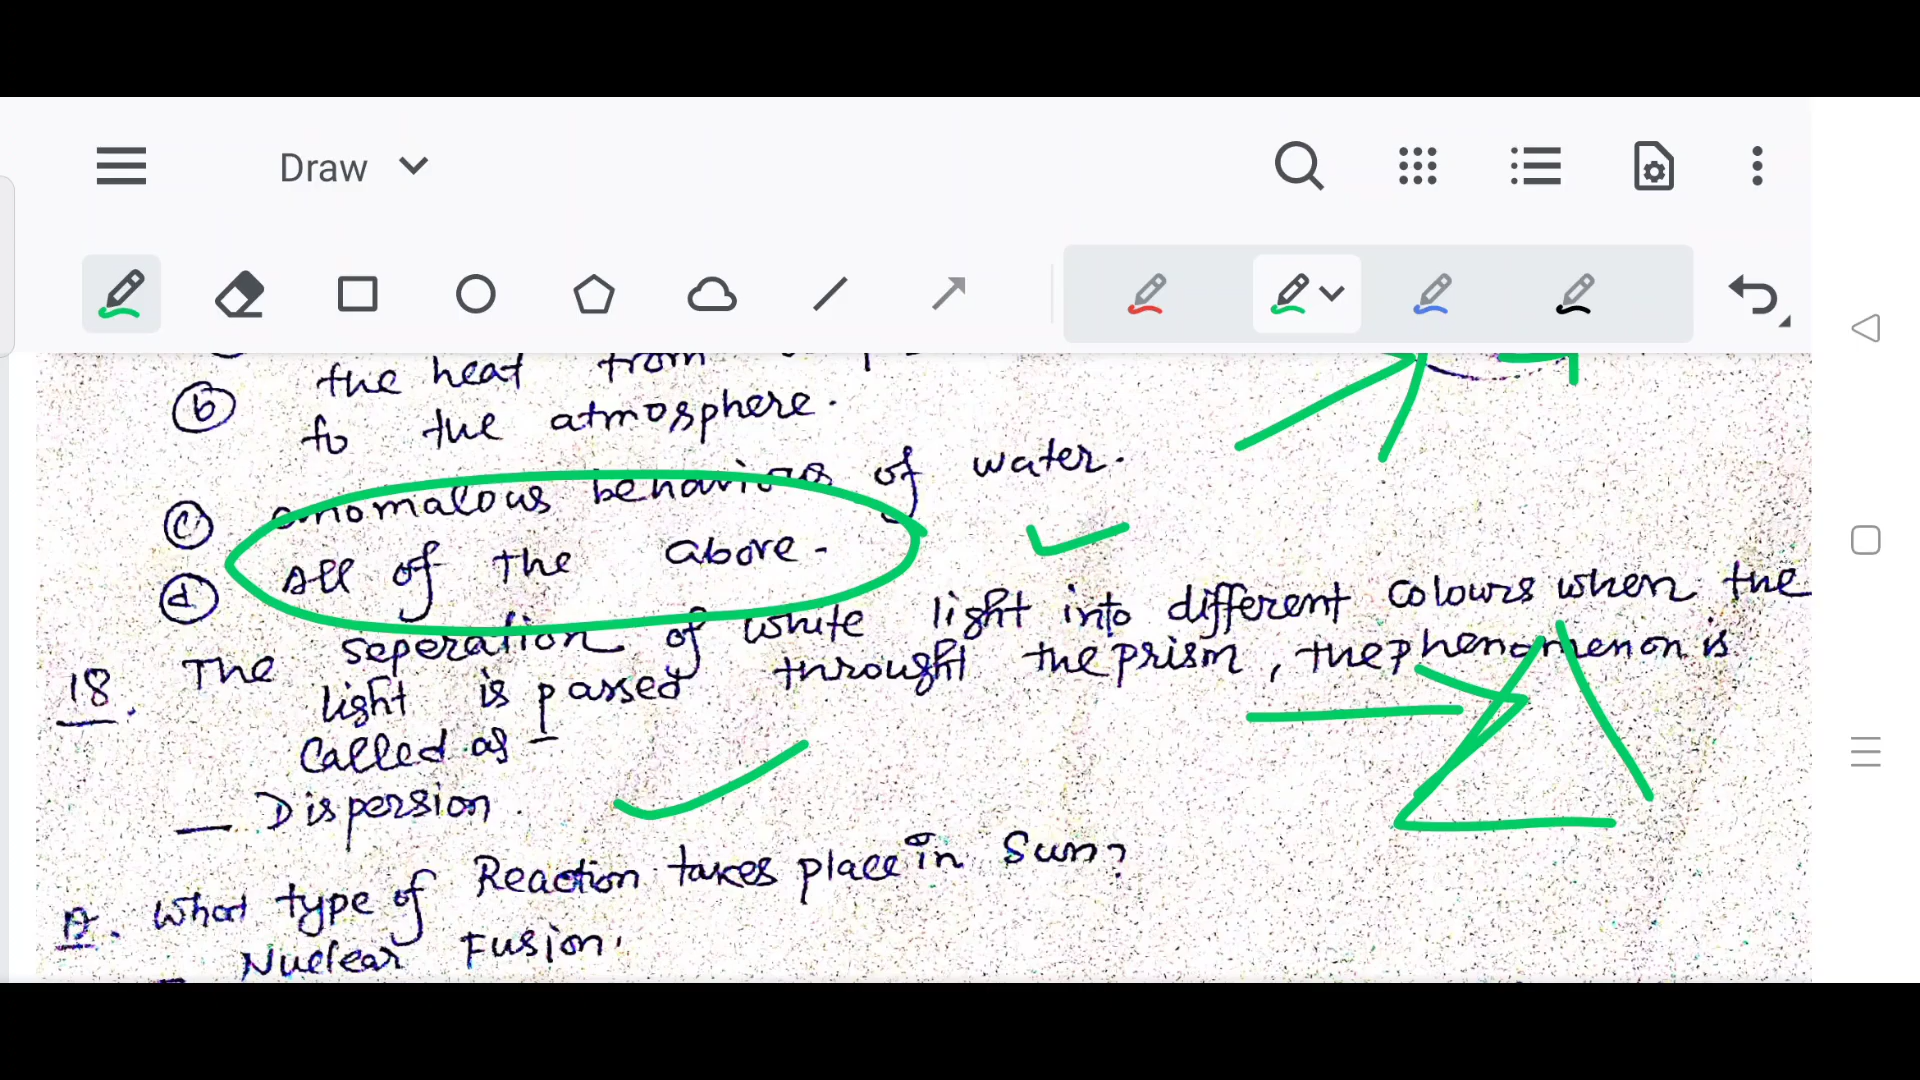 Draw
the heat from
b to the atmosphere.
c anomalous behaviour of water.
d All of the above.
18. The seperation of white light into different colours when the
light is passed throught the prism, the phenomenon is
called as -
— Dispersion.
What type of Reaction takes place in Sun?
Nuclear Fusion.